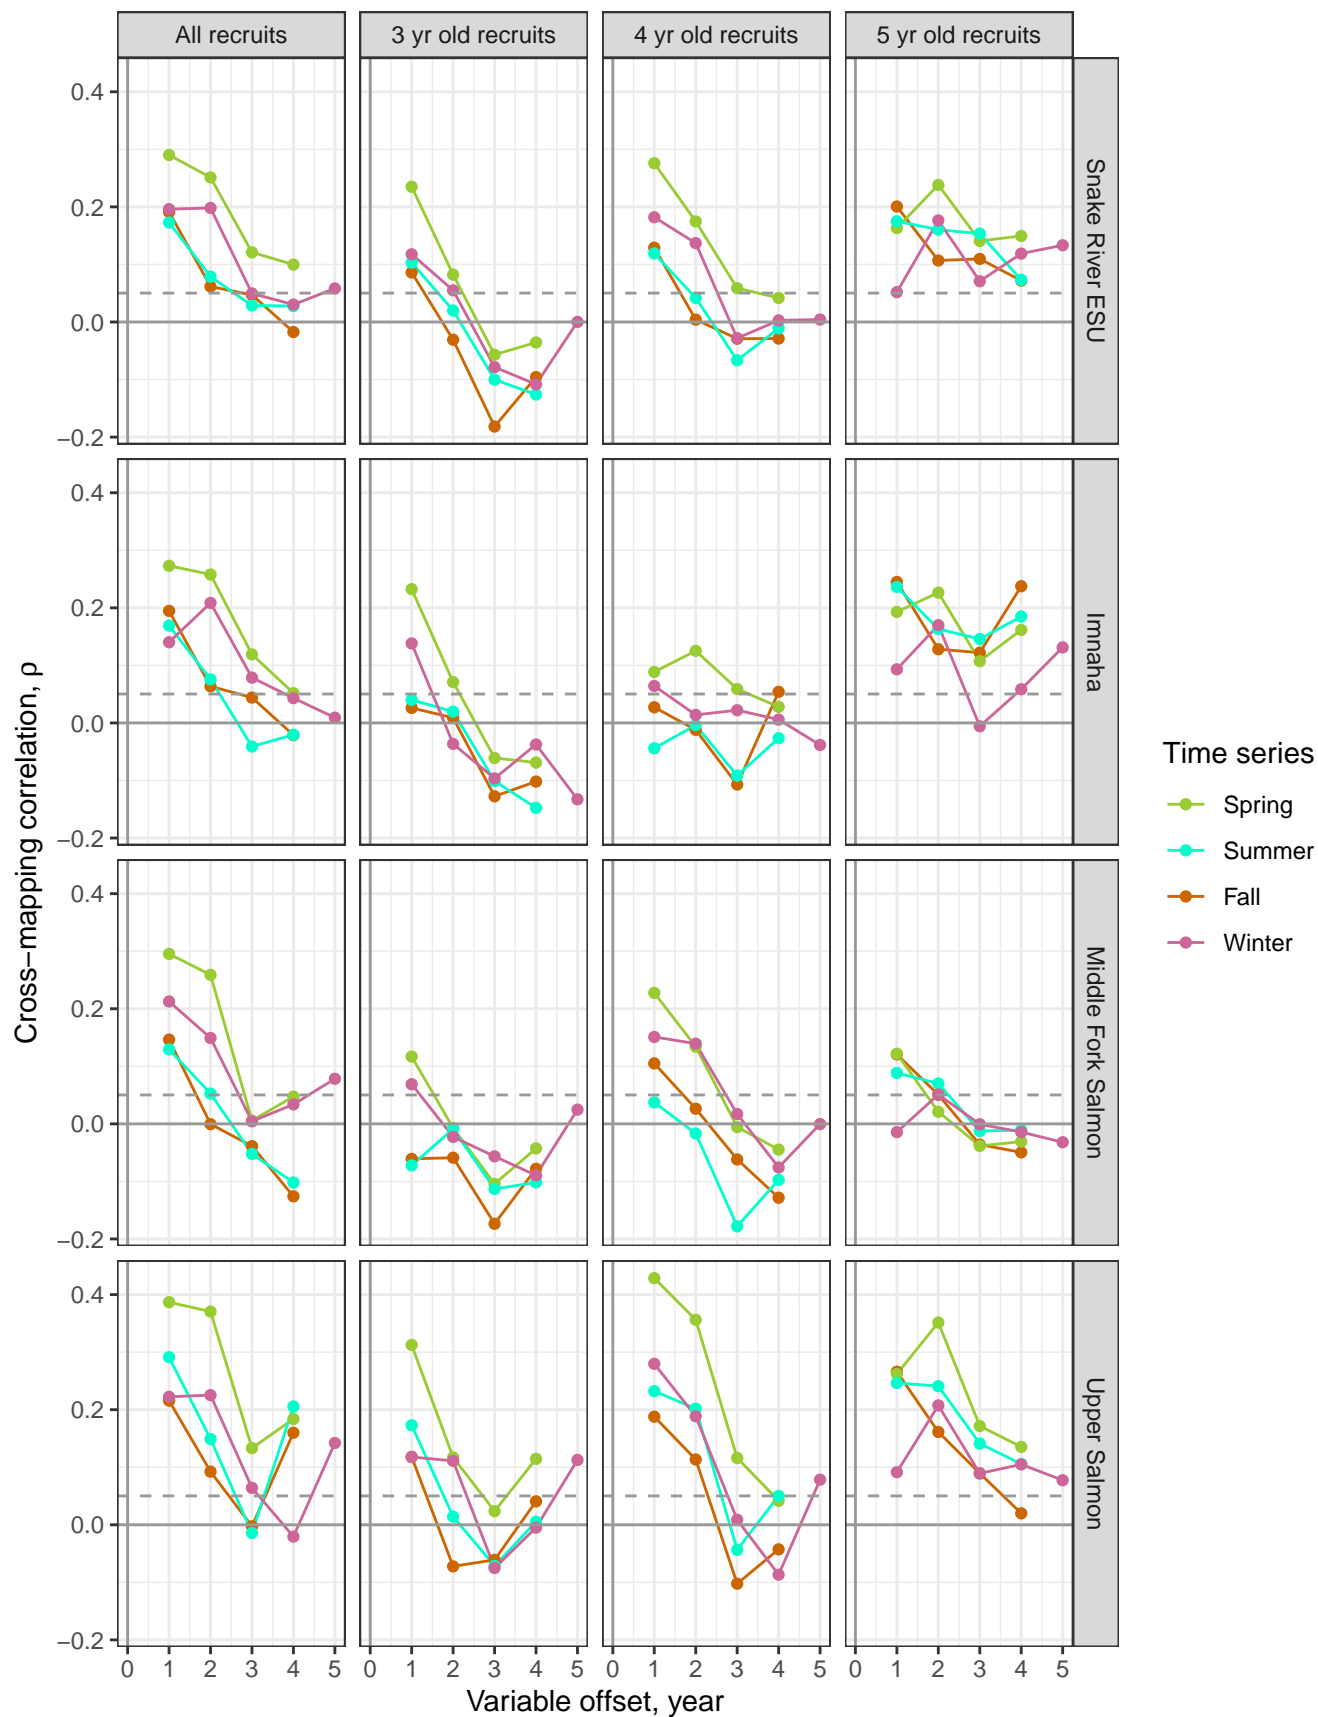 All recruits
3 yr old recruits
4 yr old recruits
5 yr old recruits
0.4
0.2
0.0
−0.2
Snake River ESU
0.4
0.2
0.0
−0.2
Imnaha
0.4
0.2
0.0
−0.2
Middle Fork Salmon
0.4
0.2
0.0
−0.2
Upper Salmon
0 1 2 3 4 5
0 1 2 3 4 5
0 1 2 3 4 5
0 1 2 3 4 5
Variable offset, year
Cross−mapping correlation, ρ
Time series
Spring
Summer
Fall
Winter